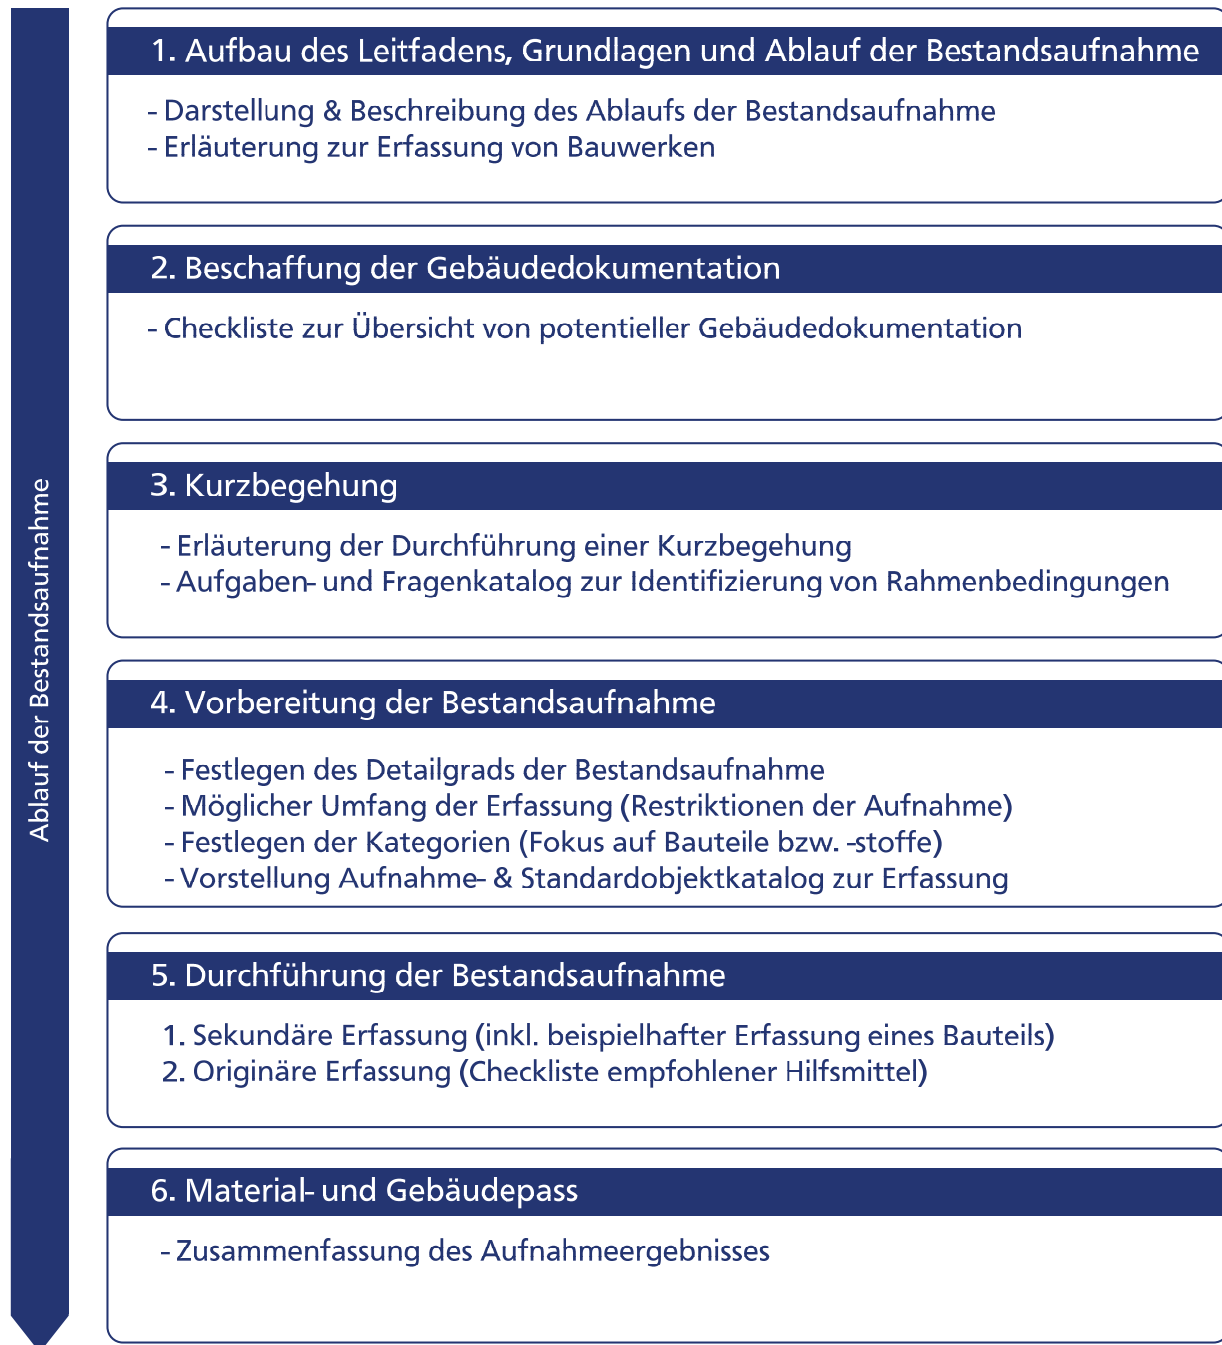 Ablauf der Bestandsaufnahme
1. Aufbau des Leitfadens, Grundlagen und Ablauf der Bestandsaufnahme
- Darstellung & Beschreibung des Ablaufs der Bestandsaufnahme
- Erläuterung zur Erfassung von Bauwerken
2. Beschaffung der Gebäudedokumentation
- Checkliste zur Übersicht von potentieller Gebäudedokumentation
3. Kurzbegehung
- Erläuterung der Durchführung einer Kurzbegehung
- Aufgaben- und Fragenkatalog zur Identifizierung von Rahmenbedingungen
4. Vorbereitung der Bestandsaufnahme
- Festlegen des Detailgrads der Bestandsaufnahme
- Möglicher Umfang der Erfassung (Restriktionen der Aufnahme)
- Festlegen der Kategorien (Fokus auf Bauteile bzw. -stoffe)
- Vorstellung Aufnahme- & Standardobjektkatalog zur Erfassung
5. Durchführung der Bestandsaufnahme
1. Sekundäre Erfassung (inkl. beispielhafter Erfassung eines Bauteils)
2. Originäre Erfassung (Checkliste empfohlener Hilfsmittel)
6. Material- und Gebäudepass
- Zusammenfassung des Aufnahmeergebnisses